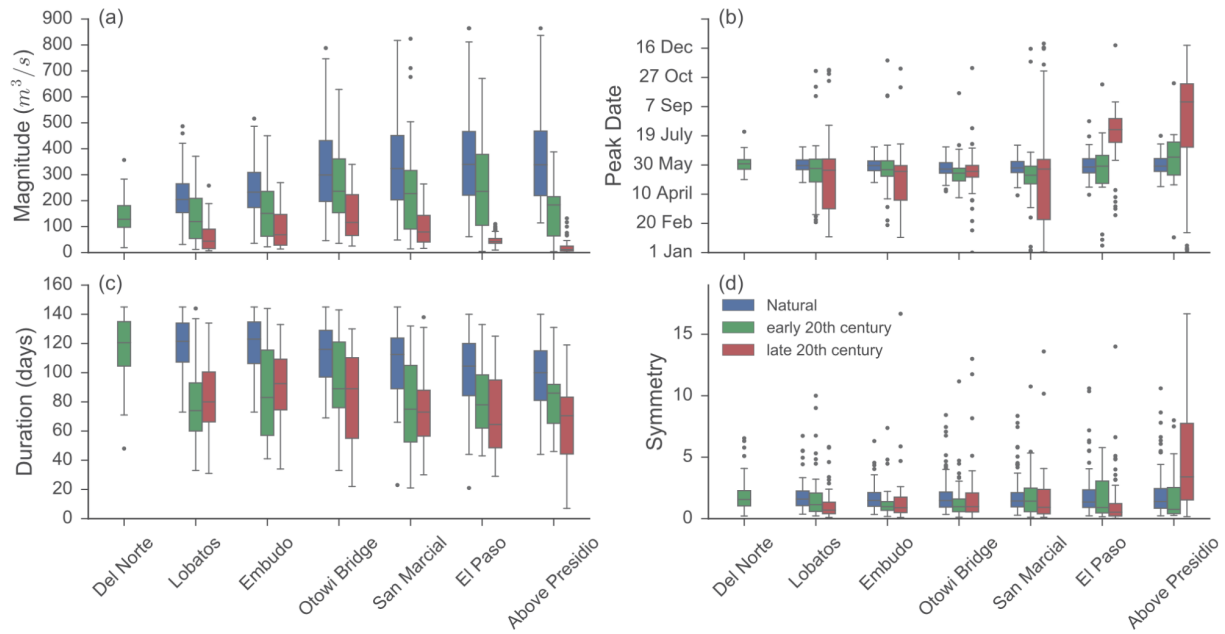 (a)
900
800
700
600
500
400
300
200
100
0
Magnitude (m³/s)
(b)
16 Dec
27 Oct
7 Sep
19 July
30 May
10 April
20 Feb
1 Jan
Peak Date
(c)
160
140
120
100
80
60
40
20
0
Duration (days)
Del Norte
Lobatos
Embudo
Otowi Bridge
San Marcial
El Paso
Above Presidio
(d)
Natural
early 20th century
late 20th century
15
10
5
0
Symmetry
Del Norte
Lobatos
Embudo
Otowi Bridge
San Marcial
El Paso
Above Presidio